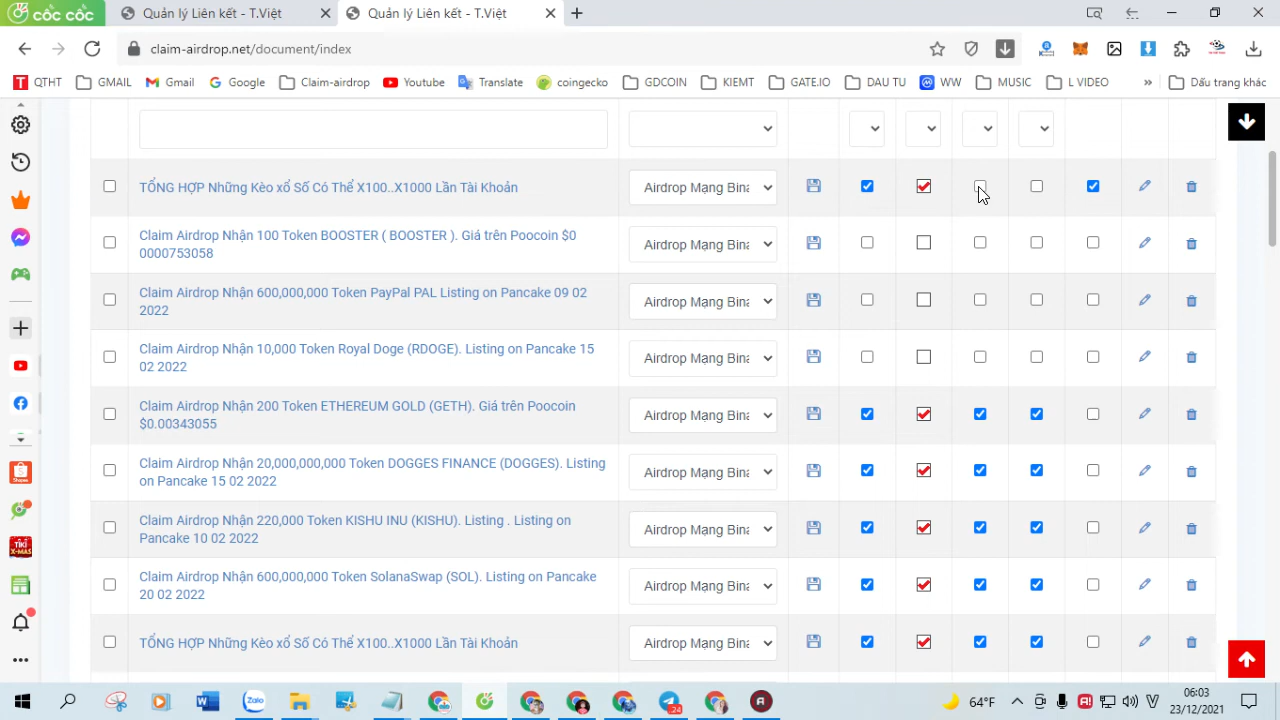 cốc cốc
Quản lý liên kết - T.Việt
Quản lý liên kết - T.Việt
claim-airdrop.net/document/index
QTHT
GMAIL
Gmail
Google
Claim-airdrop
Youtube
Translate
coingecko
GDCOIN
KIEMT
GATE.IO
DAU TU
WW
MUSIC
L VIDEO
»
Dấu trang khác
TỔNG HỢP Những Kèo xổ Số Có Thể X100..X1000 Lần Tài Khoản
Airdrop Mạng Bina
Claim Airdrop Nhận 100 Token BOOSTER ( BOOSTER ). Giá trên Poocoin $0
0000753058
Airdrop Mạng Bina
Claim Airdrop Nhận 600,000,000 Token PayPal PAL Listing on Pancake 09 02
2022
Airdrop Mạng Bina
Claim Airdrop Nhận 10,000 Token Royal Doge (RDOGE). Listing on Pancake 15
02 2022
Airdrop Mạng Bina
Claim Airdrop Nhận 200 Token ETHEREUM GOLD (GETH). Giá trên Poocoin
$0.00343055
Airdrop Mạng Bina
Claim Airdrop Nhận 20,000,000,000 Token DOGGES FINANCE (DOGGES). Listing
on Pancake 15 02 2022
Airdrop Mạng Bina
Claim Airdrop Nhận 220,000 Token KISHU INU (KISHU). Listing . Listing on
Pancake 10 02 2022
Airdrop Mạng Bina
Claim Airdrop Nhận 600,000,000 Token SolanaSwap (SOL). Listing on Pancake
20 02 2022
Airdrop Mạng Bina
TỔNG HỢP Những Kèo xổ Số Có Thể X100..X1000 Lần Tài Khoản
Airdrop Mạng Bina
Zalo
24
64°F
06:03
23/12/2021